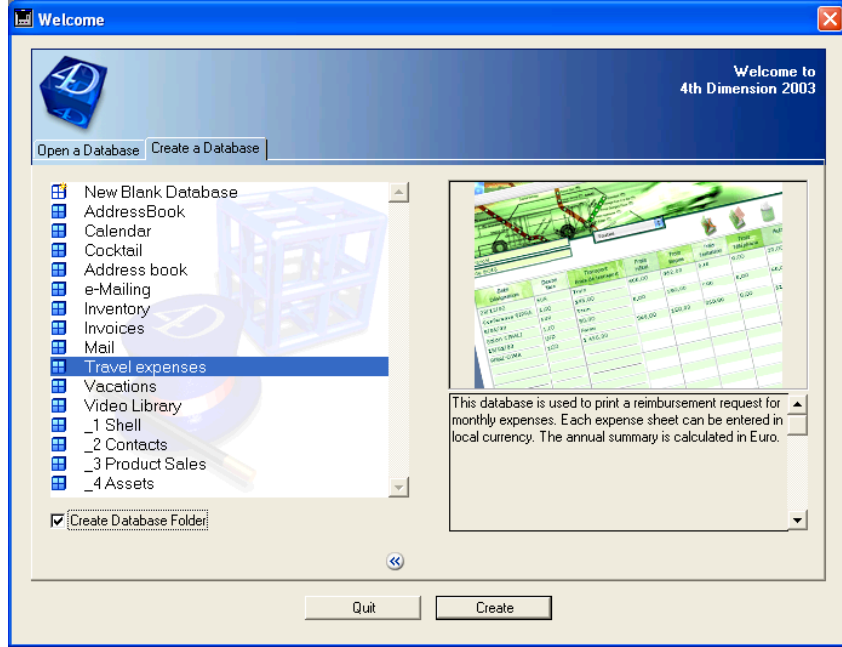 Welcome
Welcome to
4th Dimension 2003
4D
Open a Database
Create a Database
New Blank Database
AddressBook
Calendar
Cocktail
Address book
e-Mailing
Inventory
Invoices
Mail
Travel expenses
Vacations
Video Library
_1 Shell
_2 Contacts
_3 Product Sales
_4 Assets
Create Database Folder
This database is used to print a reimbursement request for
monthly expenses. Each expense sheet can be entered in
local currency. The annual summary is calculated in Euro.
Quit
Create